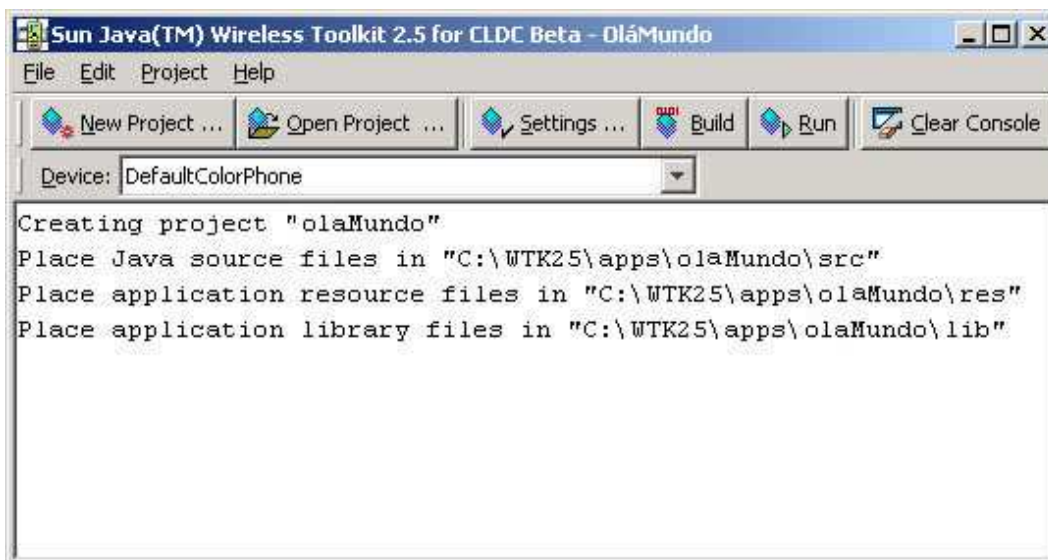 Sun Java(TM) Wireless Toolkit 2.5 for CLDC Beta - OláMundo
File Edit Project Help
New Project ... Open Project ... Settings ... Build Run Clear Console
Device: DefaultColorPhone
Creating project "olaMundo"
Place Java source files in "C:\WTK25\apps\olaMundo\src"
Place application resource files in "C:\WTK25\apps\olaMundo\res"
Place application library files in "C:\WTK25\apps\olaMundo\lib"